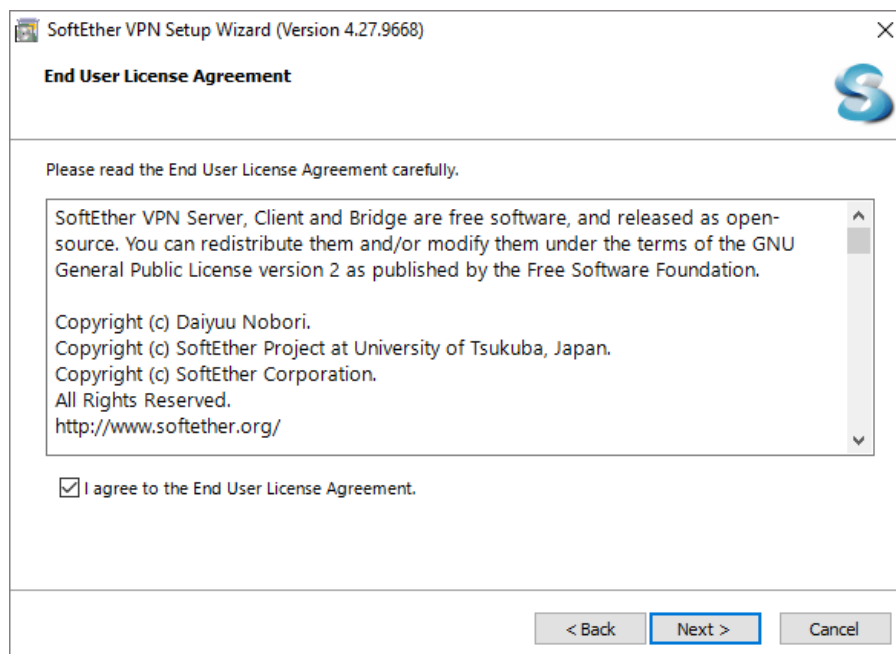 SoftEther VPN Setup Wizard (Version 4.27.9668)
End User License Agreement
Please read the End User License Agreement carefully.
SoftEther VPN Server, Client and Bridge are free software, and released as open-
source. You can redistribute them and/or modify them under the terms of the GNU
General Public License version 2 as published by the Free Software Foundation.
Copyright (c) Daiyuu Nobori.
Copyright (c) SoftEther Project at University of Tsukuba, Japan.
Copyright (c) SoftEther Corporation.
All Rights Reserved.
http://www.softether.org/
I agree to the End User License Agreement.
< Back Next > Cancel